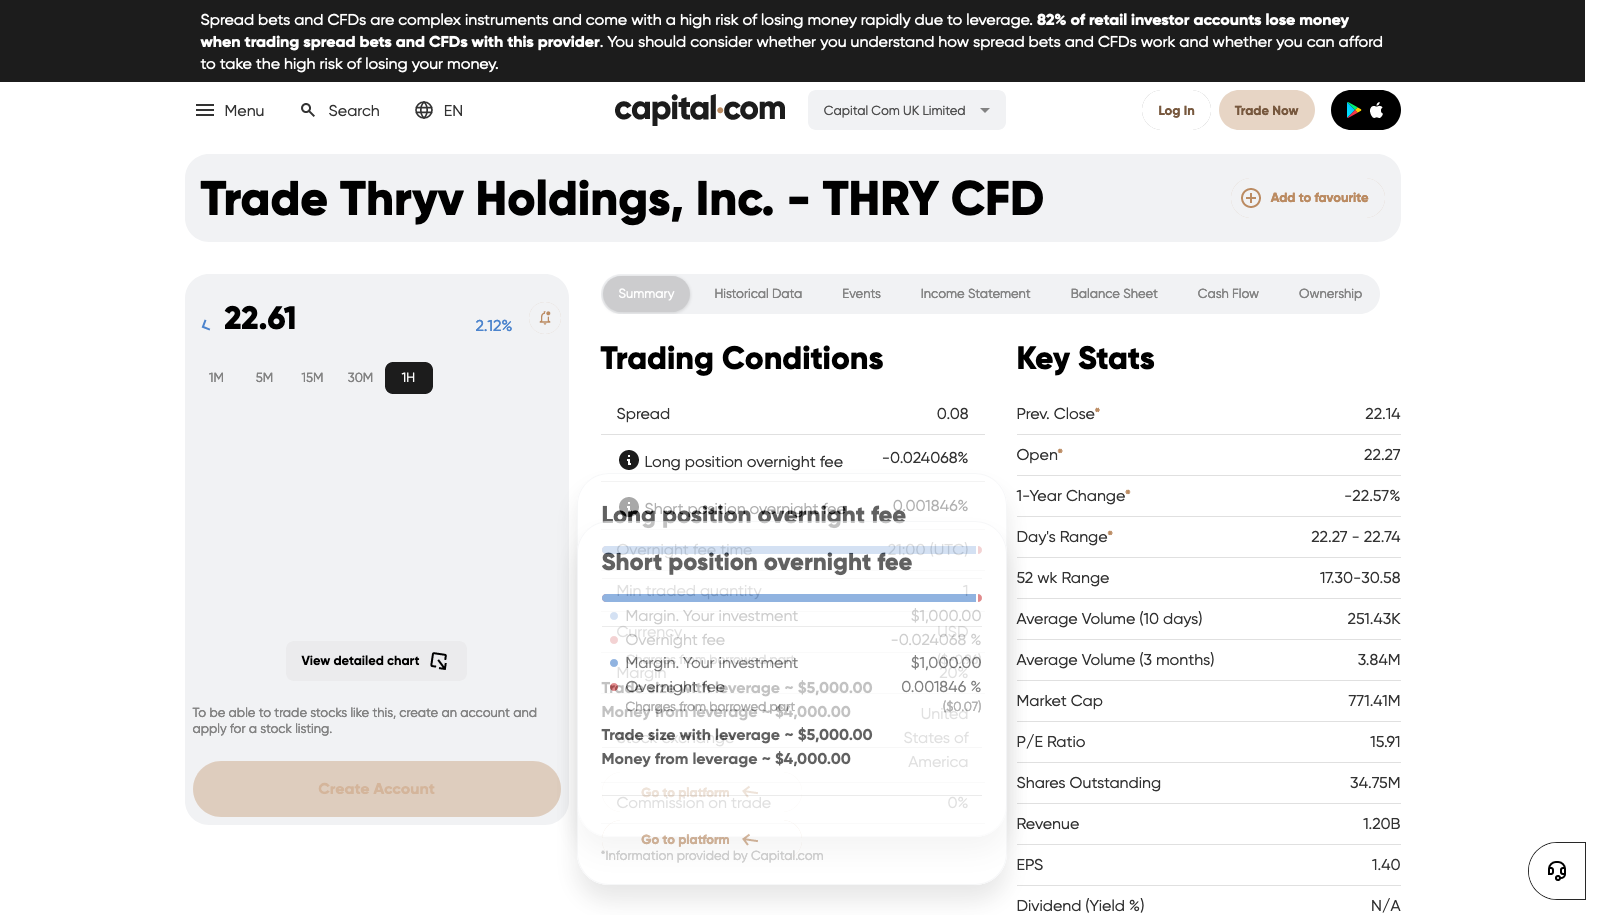 Spread bets and CFDs are complex instruments and come with a high risk of losing money rapidly due to leverage. 82% of retail investor accounts lose money
when trading spread bets and CFDs with this provider. You should consider whether you understand how spread bets and CFDs work and whether you can afford
to take the high risk of losing your money.
Menu
Search
EN
capital.com
Capital Com UK Limited
Log In
Trade Now
Trade Thryv Holdings, Inc. - THRY CFD
Add to favourite
22.61
2.12%
1M
5M
15M
30M
1H
View detailed chart
To be able to trade stocks like this, create an account and
apply for a stock listing.
Create Account
Summary
Historical Data
Events
Income Statement
Balance Sheet
Cash Flow
Ownership
Trading Conditions
Spread 0.08
Long position overnight fee -0.024068%
Short position overnight fee 0.001846%
Long position overnight fee
Overnight fee time 21:00 (UTC)
Short position overnight fee
Min traded quantity 1
Margin. Your investment $1,000.00
Currency USD
Overnight fee -0.024068 %
Margin. Your investment $1,000.00
Margin 20%
Overnight fee 0.001846 %
Trade size with leverage ~ $5,000.00
Charges from borrowed part ($0.07)
Money from leverage ~ $4,000.00
United
Trade size with leverage ~ $5,000.00
Stock exchange States of
Money from leverage ~ $4,000.00
America
Go to platform
Commission on trade 0%
Go to platform
*Information provided by Capital.com
Key Stats
Prev. Close* 22.14
Open* 22.27
1-Year Change* -22.57%
Day's Range* 22.27 - 22.74
52 wk Range 17.30-30.58
Average Volume (10 days) 251.43K
Average Volume (3 months) 3.84M
Market Cap 771.41M
P/E Ratio 15.91
Shares Outstanding 34.75M
Revenue 1.20B
EPS 1.40
Dividend (Yield %) N/A